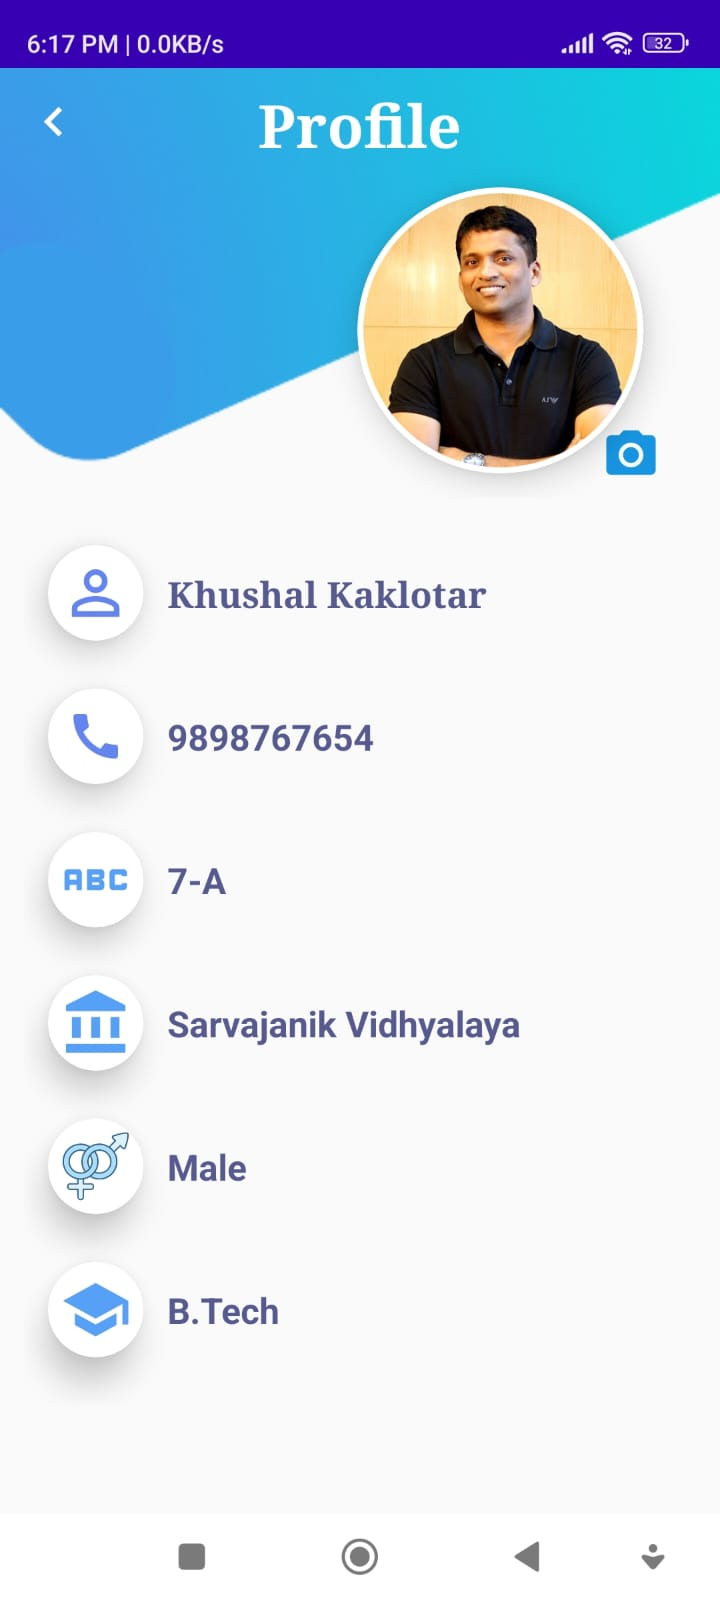 6:17 PM | 0.0KB/s
32
Profile
Khushal Kaklotar
9898767654
ABC
7-A
Sarvajanik Vidhyalaya
Male
B.Tech